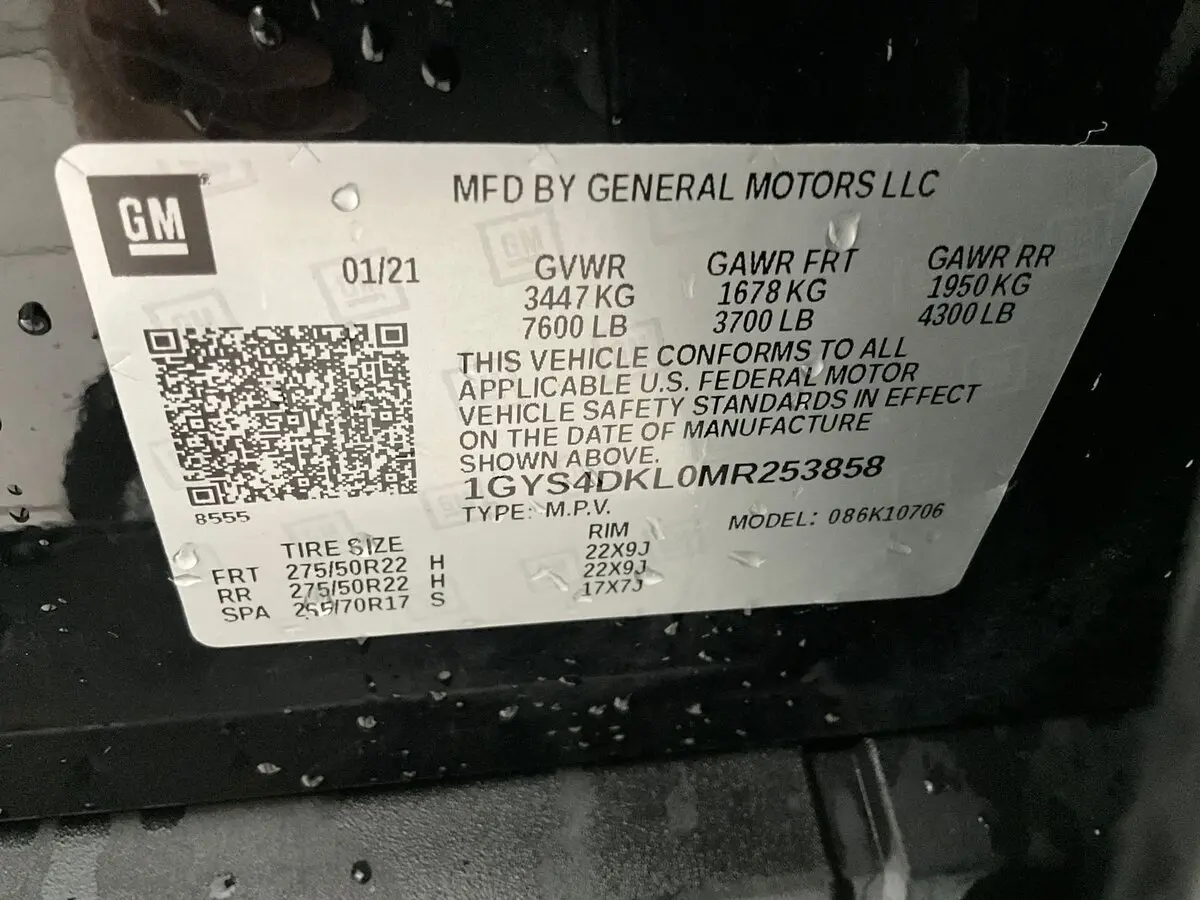 GM
MFD BY GENERAL MOTORS LLC
01/21
GVWR GAWR FRT GAWR RR
3447 KG 1678 KG 1950 KG
7600 LB 3700 LB 4300 LB
THIS VEHICLE CONFORMS TO ALL
APPLICABLE U.S. FEDERAL MOTOR
VEHICLE SAFETY STANDARDS IN EFFECT
ON THE DATE OF MANUFACTURE
SHOWN ABOVE.
1GYS4DKL0MR253858
8555
TYPE: M.P.V. MODEL: 086K10706
TIRE SIZE RIM
FRT 275/50R22 H 22X9J
RR 275/50R22 H 22X9J
SPA 265/70R17 S 17X7J